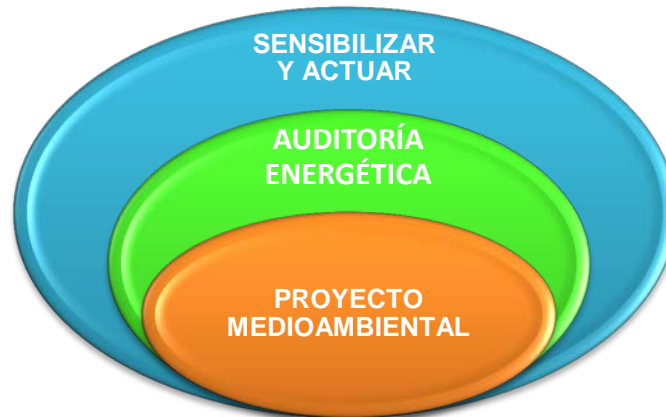 SENSIBILIZAR
Y ACTUAR
AUDITORÍA
ENERGÉTICA
PROYECTO
MEDIOAMBIENTAL